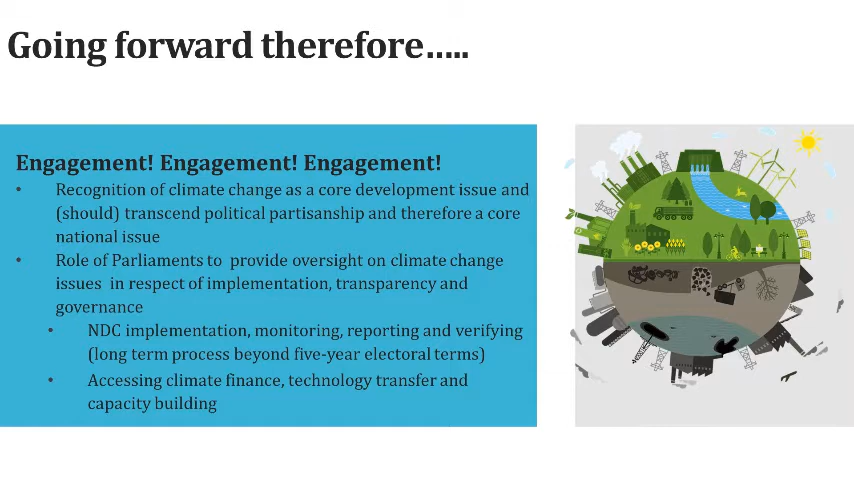 Going forward therefore.....
Engagement! Engagement! Engagement!
• Recognition of climate change as a core development issue and
(should) transcend political partisanship and therefore a core
national issue
• Role of Parliaments to provide oversight on climate change
issues in respect of implementation, transparency and
governance
• NDC implementation, monitoring, reporting and verifying
(long term process beyond five-year electoral terms)
• Accessing climate finance, technology transfer and
capacity building